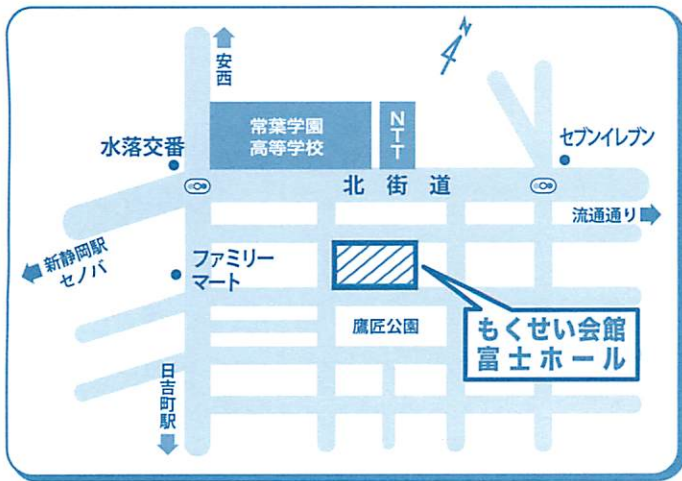 安西
N
常葉学園
高等学校
NTT
水落交番
セブンイレブン
北街道
流通通り
新静岡駅
セノバ
ファミリー
マート
鷹匠公園
もくせい会館
富士ホール
日吉町駅